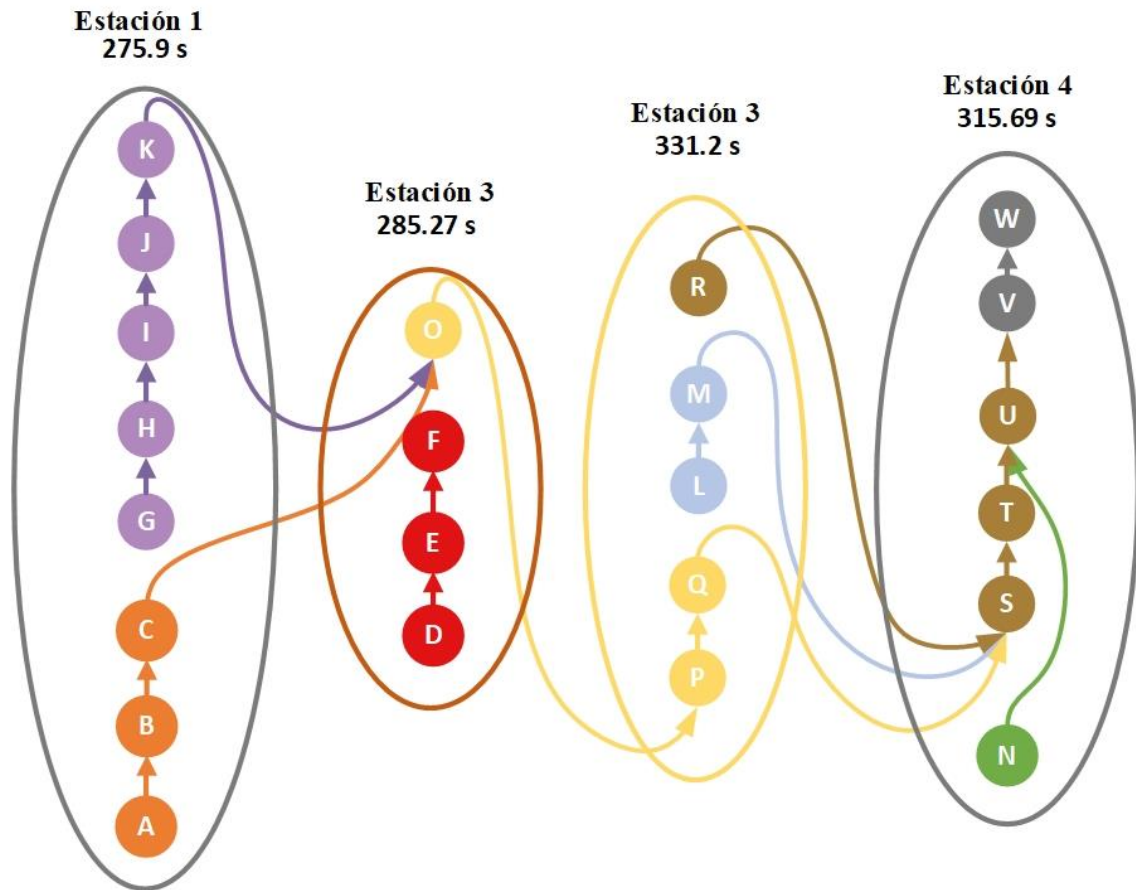 Estación 1
275.9 s
K
J
I
H
G
C
B
A
Estación 3
285.27 s
O
F
E
D
Estación 3
331.2 s
R
M
L
Q
P
Estación 4
315.69 s
W
V
U
T
S
N